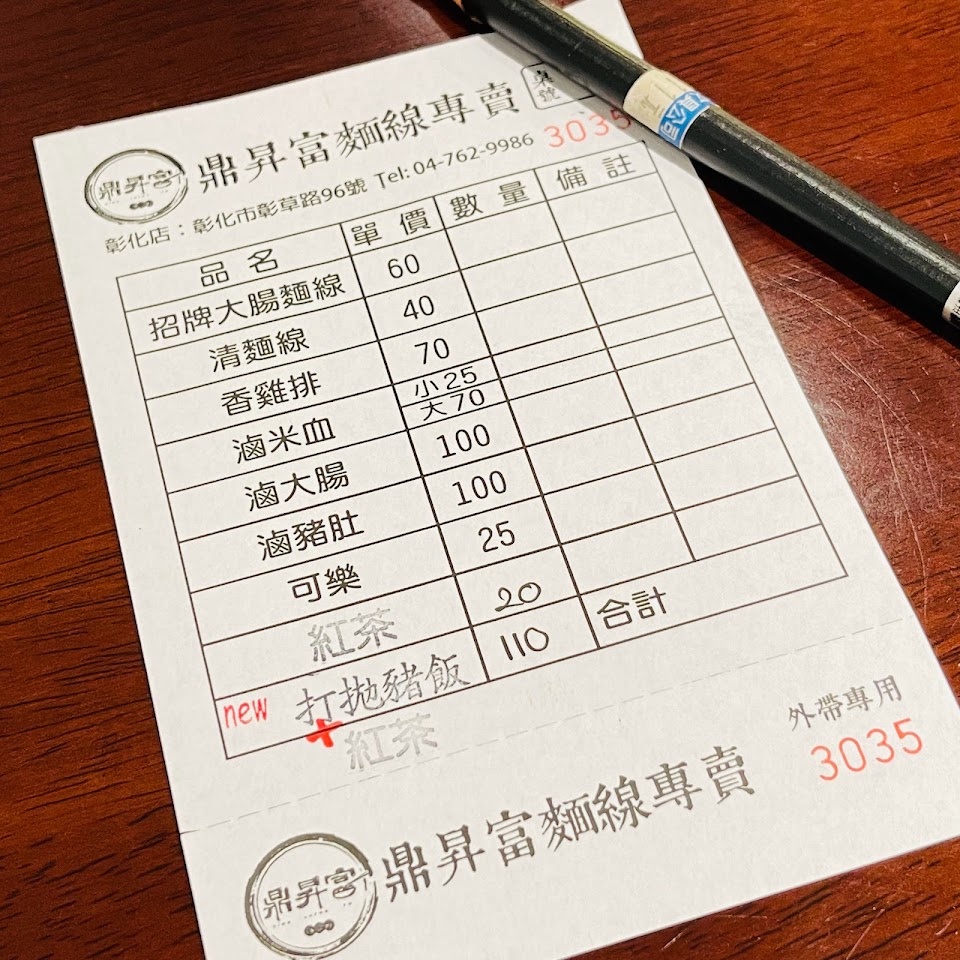 鼎昇富麵線專賣
桌號
3035
鼎昇富
彰化店：彰化市彰草路96號 Tel: 04-762-9986
品名 單價 數量 備註
招牌大腸麵線 60
清麵線 40
香雞排 70
滷米血 小25
大70
滷大腸 100
滷豬肚 100
可樂 25
紅茶 20
new 打拋豬飯 110 合計
+紅茶
外帶專用
3035
鼎昇富
鼎昇富麵線專賣
公司